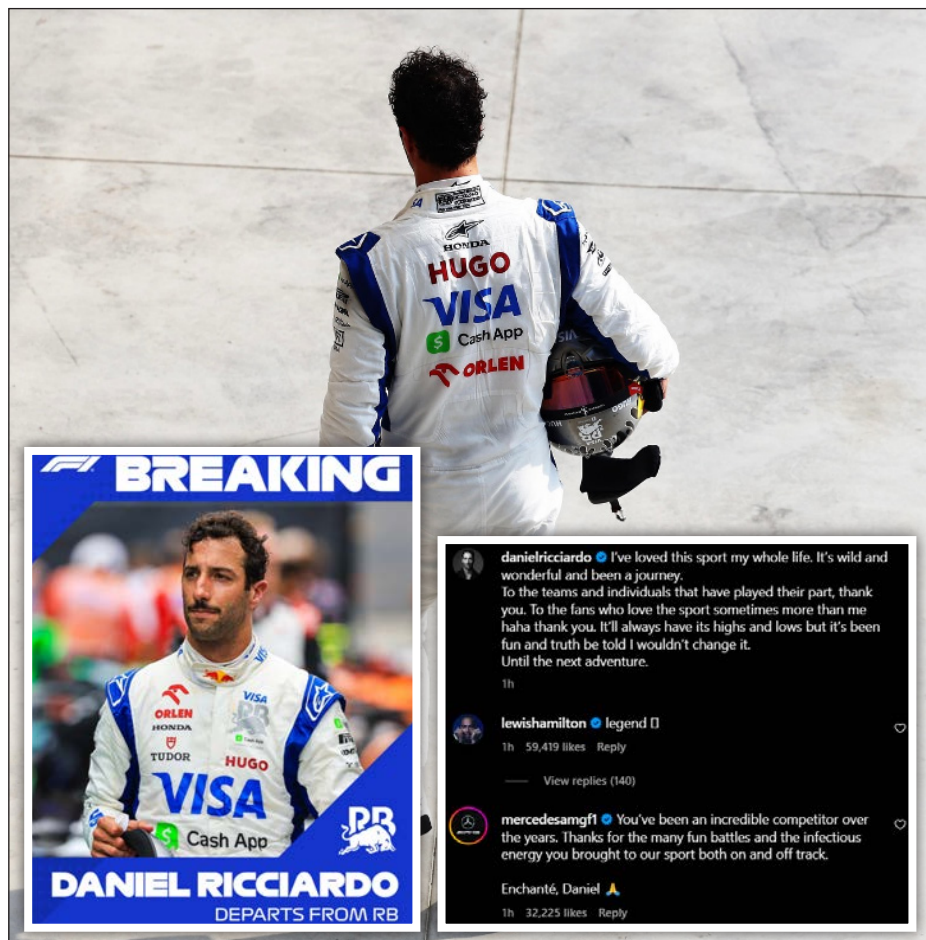 VISA
HONDA
HUGO
VISA
$ Cash App
ORLEN
HUGO
F1 BREAKING
VISA
ORLEN
VISA
HONDA
RB
Cash App
TUDOR
HUGO
VISA
$ Cash App
RB
DANIEL RICCIARDO
DEPARTS FROM RB
danielricciardo I've loved this sport my whole life. It's wild and
wonderful and been a journey.
To the teams and individuals that have played their part, thank
you. To the fans who love the sport sometimes more than me
haha thank you. It'll always have its highs and lows but it's been
fun and truth be told I wouldn't change it.
Until the next adventure.
1h
lewishamilton legend
1h 59,419 likes Reply
View replies (140)
mercedesamgf1 You've been an incredible competitor over
the years. Thanks for the many fun battles and the infectious
energy you brought to our sport both on and off track.
Enchanté, Daniel 🙏
1h 32,225 likes Reply